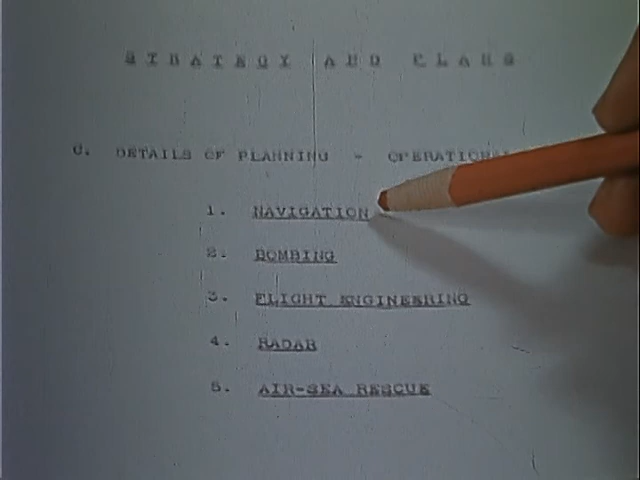 STRATEGY AND PLANS
C. DETAILS OF PLANNING - OPERATIONAL
1. NAVIGATION
2. BOMBING
3. FLIGHT ENGINEERING
4. RADAR
5. AIR-SEA RESCUE